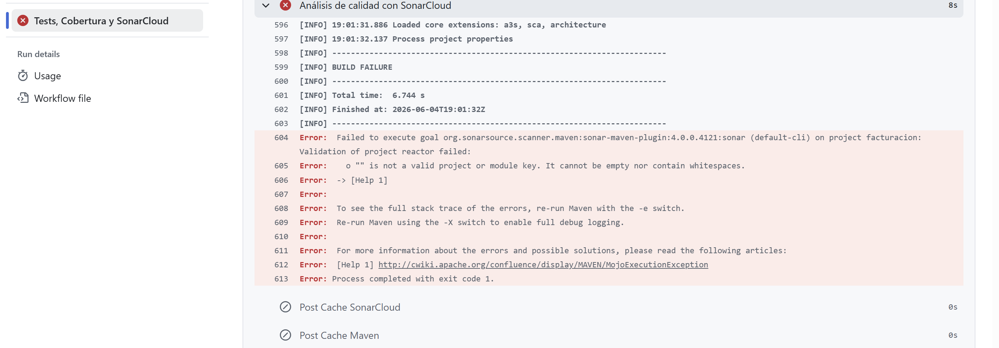 Tests, Cobertura y SonarCloud
Run details
Usage
Workflow file
Análisis de calidad con SonarCloud 8s
596 [INFO] 19:01:31.886 Loaded core extensions: a3s, sca, architecture
597 [INFO] 19:01:32.137 Process project properties
598 [INFO] ------------------------------------------------------------------------
599 [INFO] BUILD FAILURE
600 [INFO] ------------------------------------------------------------------------
601 [INFO] Total time:  6.744 s
602 [INFO] Finished at: 2026-06-04T19:01:32Z
603 [INFO] ------------------------------------------------------------------------
604 Error:  Failed to execute goal org.sonarsource.scanner.maven:sonar-maven-plugin:4.0.0.4121:sonar (default-cli) on project facturacion:
Validation of project reactor failed:
605 Error:    o "" is not a valid project or module key. It cannot be empty nor contain whitespaces.
606 Error:  -> [Help 1]
607 Error:
608 Error:  To see the full stack trace of the errors, re-run Maven with the -e switch.
609 Error:  Re-run Maven using the -X switch to enable full debug logging.
610 Error:
611 Error:  For more information about the errors and possible solutions, please read the following articles:
612 Error:  [Help 1] http://cwiki.apache.org/confluence/display/MAVEN/MojoExecutionException
613 Error: Process completed with exit code 1.
Post Cache SonarCloud 0s
Post Cache Maven 0s